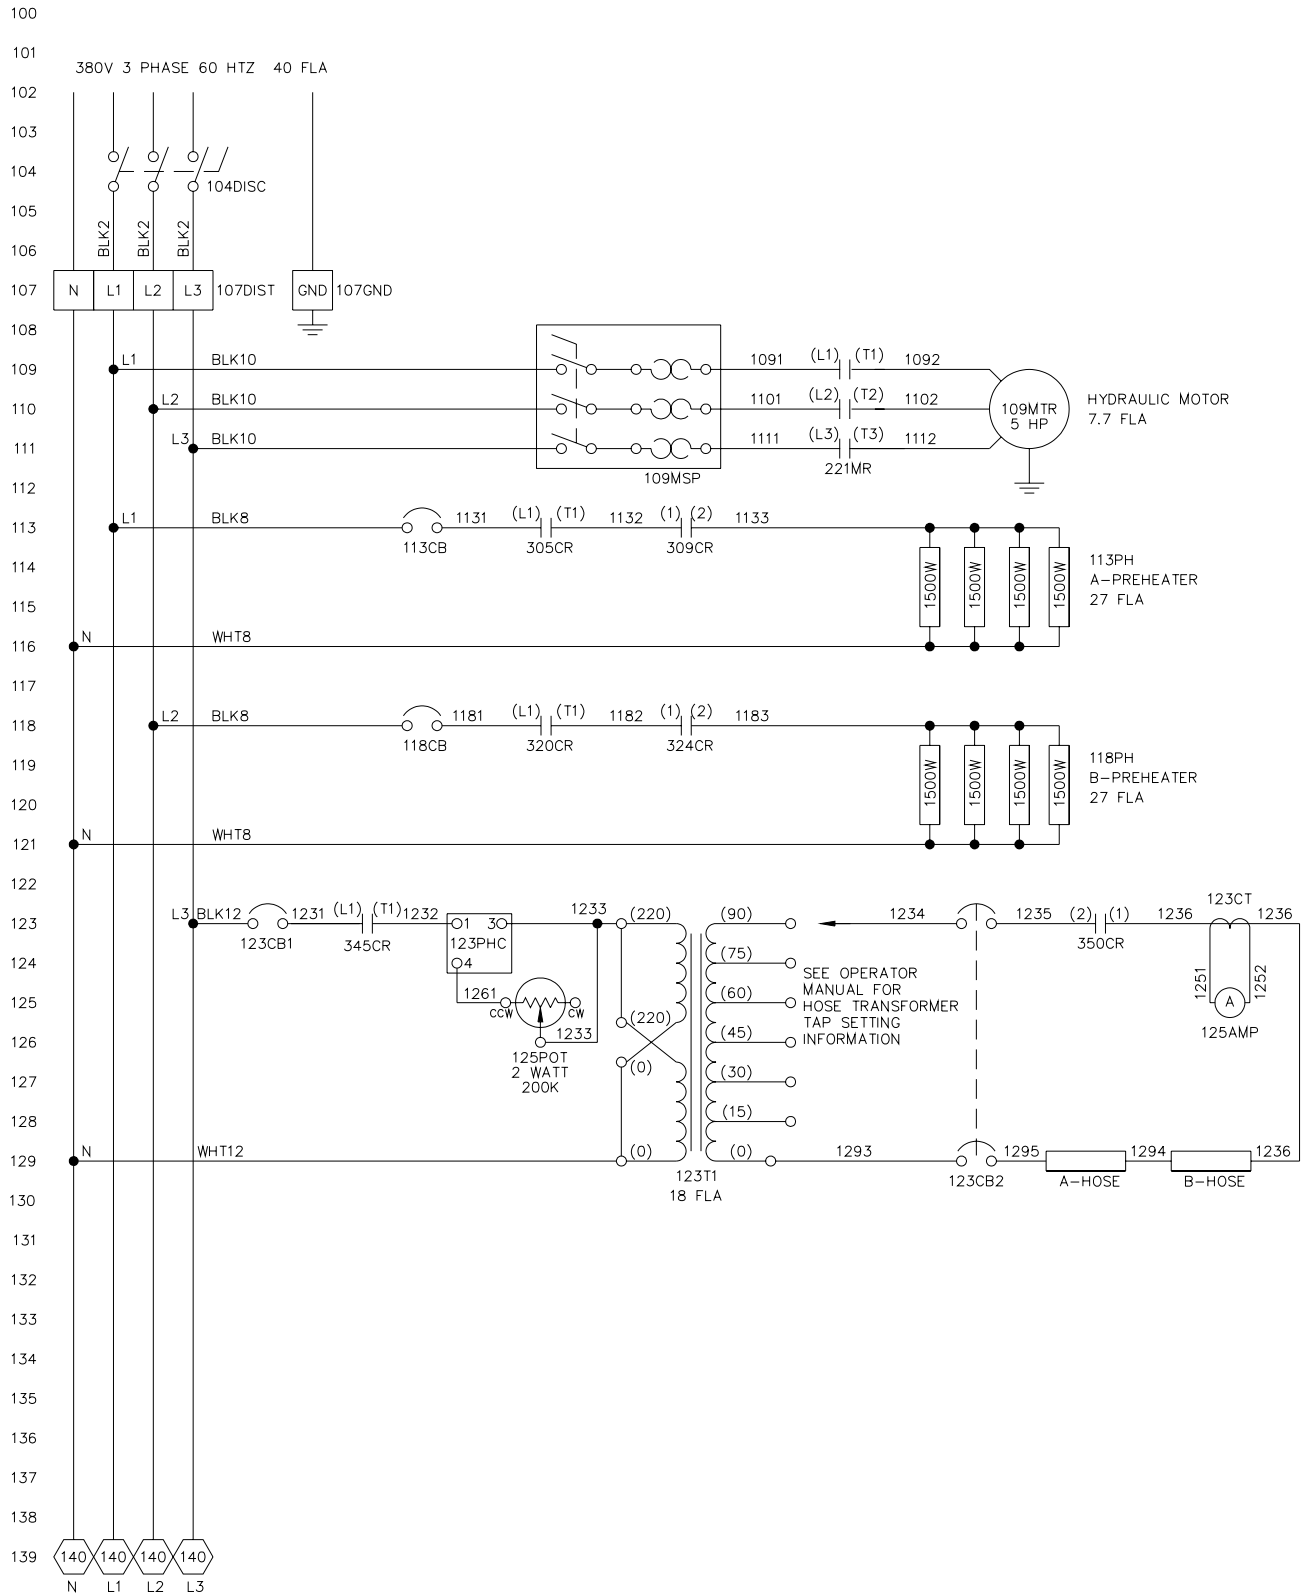 100
101
380V 3 PHASE 60 HTZ 40 FLA
102
103
104
104DISC
105
BLK2 BLK2 BLK2
106
107 N L1 L2 L3 107DIST GND 107GND
108
L1 BLK10 1091 (L1) (T1) 1092
109
L2 BLK10 1101 (L2) (T2) 1102
110
109MTR
5 HP
HYDRAULIC MOTOR
7.7 FLA
L3 BLK10 1111 (L3) (T3) 1112
111
221MR
109MSP
112
L1 BLK8 1131 (L1) (T1) 1132 (1) (2) 1133
113
113CB 305CR 309CR
114
1500W 1500W 1500W 1500W
113PH
A-PREHEATER
27 FLA
115
N WHT8
116
117
L2 BLK8 1181 (L1) (T1) 1182 (1) (2) 1183
118
118CB 320CR 324CR
119
1500W 1500W 1500W 1500W
118PH
B-PREHEATER
27 FLA
120
N WHT8
121
122
123CT
L3 BLK12 1231 (L1) (T1) 1232 1233 (220) (90) 1234 1235 (2) (1) 1236 1236
123 1 3
123CB1 345CR 123PHC 350CR
124 4 (75)
SEE OPERATOR
MANUAL FOR
HOSE TRANSFORMER
TAP SETTING
INFORMATION
1261 (60) 1251 1252
125 CCW CW A
(220) 125AMP
1233 (45)
126
125POT
2 WATT
200K
(0) (30)
127
(15)
128
N WHT12 (0) (0) 1293 1295 1294 1236
129
123T1
18 FLA
123CB2 A-HOSE B-HOSE
130
131
132
133
134
135
136
137
138
139 140 140 140 140
N L1 L2 L3